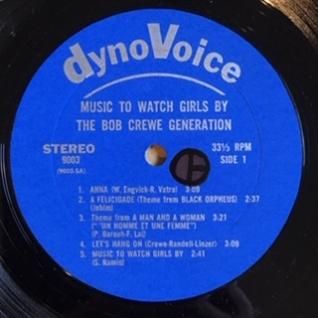 dynoVoice
MUSIC TO WATCH GIRLS BY
THE BOB CREWE GENERATION
STEREO
9003
(9003-SA)
33⅓ RPM
SIDE 1
1. ANNA (W. Engvick-R. Vatro) 3:09
2. A FELICIDADE (Theme from BLACK ORPHEUS) 2:37
(Jobim)
3. Theme from A MAN AND A WOMAN 3:21
("UN HOMME ET UNE FEMME")
(P. Barouh-F. Lai)
4. LET'S HANG ON (Crewe-Randell-Linzer) 3:09
5. MUSIC TO WATCH GIRLS BY 2:41
(S. Ramin)